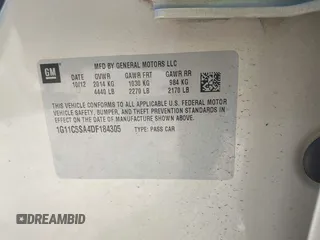 GM
MFD BY GENERAL MOTORS LLC
DATE GVWR GAWR FRT GAWR RR
10/12 2014 KG 1030 KG 984 KG
4440 LB 2270 LB 2170 LB
THIS VEHICLE CONFORMS TO ALL APPLICABLE U.S. FEDERAL MOTOR
VEHICLE SAFETY, BUMPER, AND THEFT PREVENTION STANDARDS IN
EFFECT ON THE DATE OF MANUFACTURE SHOWN ABOVE.
1G11C5SA4DF184305 TYPE: PASS CAR
DREAMBID